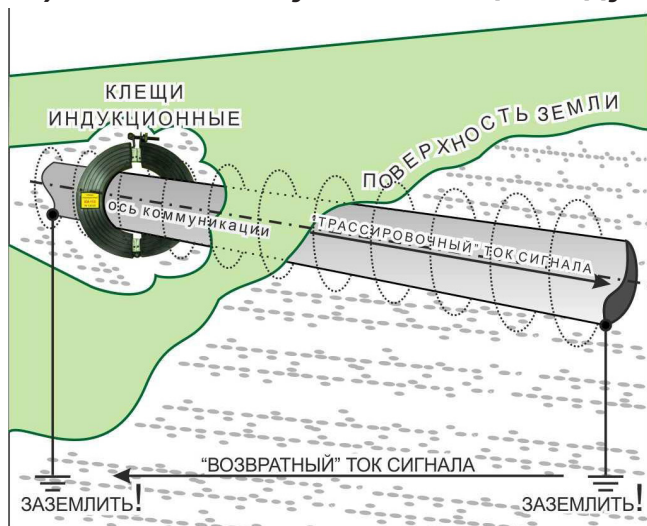 КЛЕЩИ
ИНДУКЦИОННЫЕ
ПОВЕРХНОСТЬ ЗЕМЛИ
ось коммуникации
"ТРАССИРОВОЧНЫЙ" ТОК СИГНАЛА
"ВОЗВРАТНЫЙ" ТОК СИГНАЛА
ЗАЗЕМЛИТЬ!
ЗАЗЕМЛИТЬ!